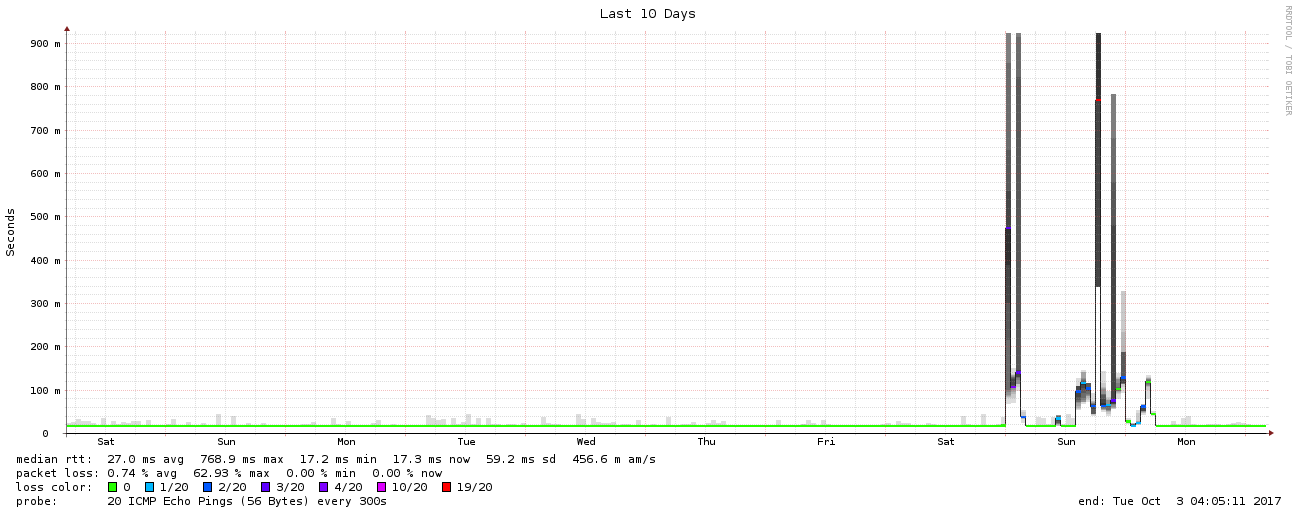 Last 10 Days
RRDTOOL / TOBI OETIKER
Seconds
900 m
800 m
700 m
600 m
500 m
400 m
300 m
200 m
100 m
0
Sat Sun Mon Tue Wed Thu Fri Sat Sun Mon
median rtt: 27.0 ms avg 768.9 ms max 17.2 ms min 17.3 ms now 59.2 ms sd 456.6 m am/s
packet loss: 0.74 % avg 62.93 % max 0.00 % min 0.00 % now
loss color: 0 1/20 2/20 3/20 4/20 10/20 19/20
probe: 20 ICMP Echo Pings (56 Bytes) every 300s end: Tue Oct 3 04:05:11 2017